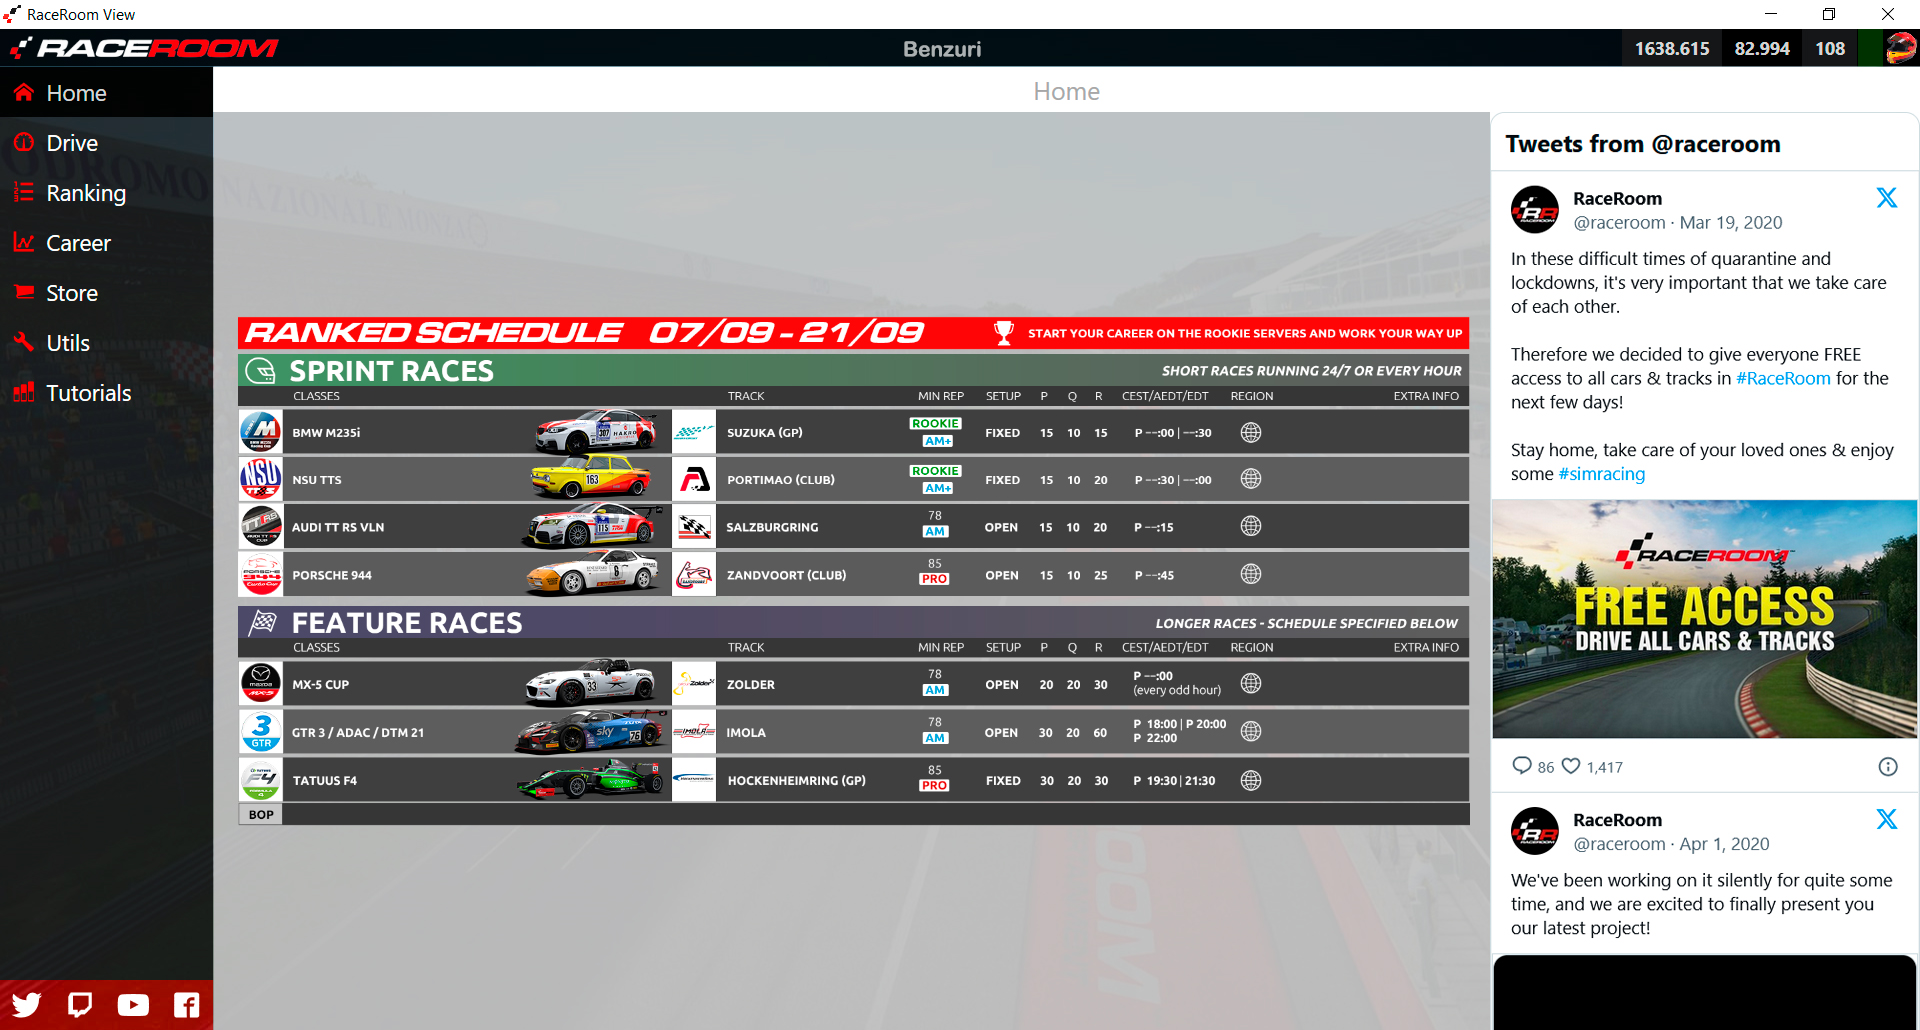 RaceRoom View
RACEROOM
Benzuri
1638.615 82.994 108
Home
Drive
Ranking
Career
Store
Utils
Tutorials
Home
RANKED SCHEDULE 07/09 - 21/09
START YOUR CAREER ON THE ROOKIE SERVERS AND WORK YOUR WAY UP
SPRINT RACES
SHORT RACES RUNNING 24/7 OR EVERY HOUR
CLASSES TRACK MIN REP SETUP P Q R CEST/AEDT/EDT REGION EXTRA INFO
BMW M235i SUZUKA (GP) ROOKIE AM+ FIXED 15 10 15 P --:00 | --:30
NSU TTS PORTIMAO (CLUB) ROOKIE AM+ FIXED 15 10 20 P --:30 | --:00
AUDI TT RS VLN SALZBURGRING 78 AM OPEN 15 10 20 P --:15
PORSCHE 944 ZANDVOORT (CLUB) 85 PRO OPEN 15 10 25 P --:45
FEATURE RACES
LONGER RACES - SCHEDULE SPECIFIED BELOW
CLASSES TRACK MIN REP SETUP P Q R CEST/AEDT/EDT REGION EXTRA INFO
MX-5 CUP ZOLDER 78 AM OPEN 20 20 30 P --:00 (every odd hour)
GTR 3 / ADAC / DTM 21 IMOLA 78 AM OPEN 30 20 60 P 18:00 | P 20:00 P 22:00
TATUUS F4 HOCKENHEIMRING (GP) 85 PRO FIXED 30 20 30 P 19:30 | 21:30
BOP
Tweets from @raceroom
RaceRoom
@raceroom · Mar 19, 2020
In these difficult times of quarantine and
lockdowns, it's very important that we take care
of each other.
Therefore we decided to give everyone FREE
access to all cars & tracks in #RaceRoom for the
next few days!
Stay home, take care of your loved ones & enjoy
some #simracing
RACEROOM
FREE ACCESS
DRIVE ALL CARS & TRACKS
86 1,417
RaceRoom
@raceroom · Apr 1, 2020
We've been working on it silently for quite some
time, and we are excited to finally present you
our latest project!